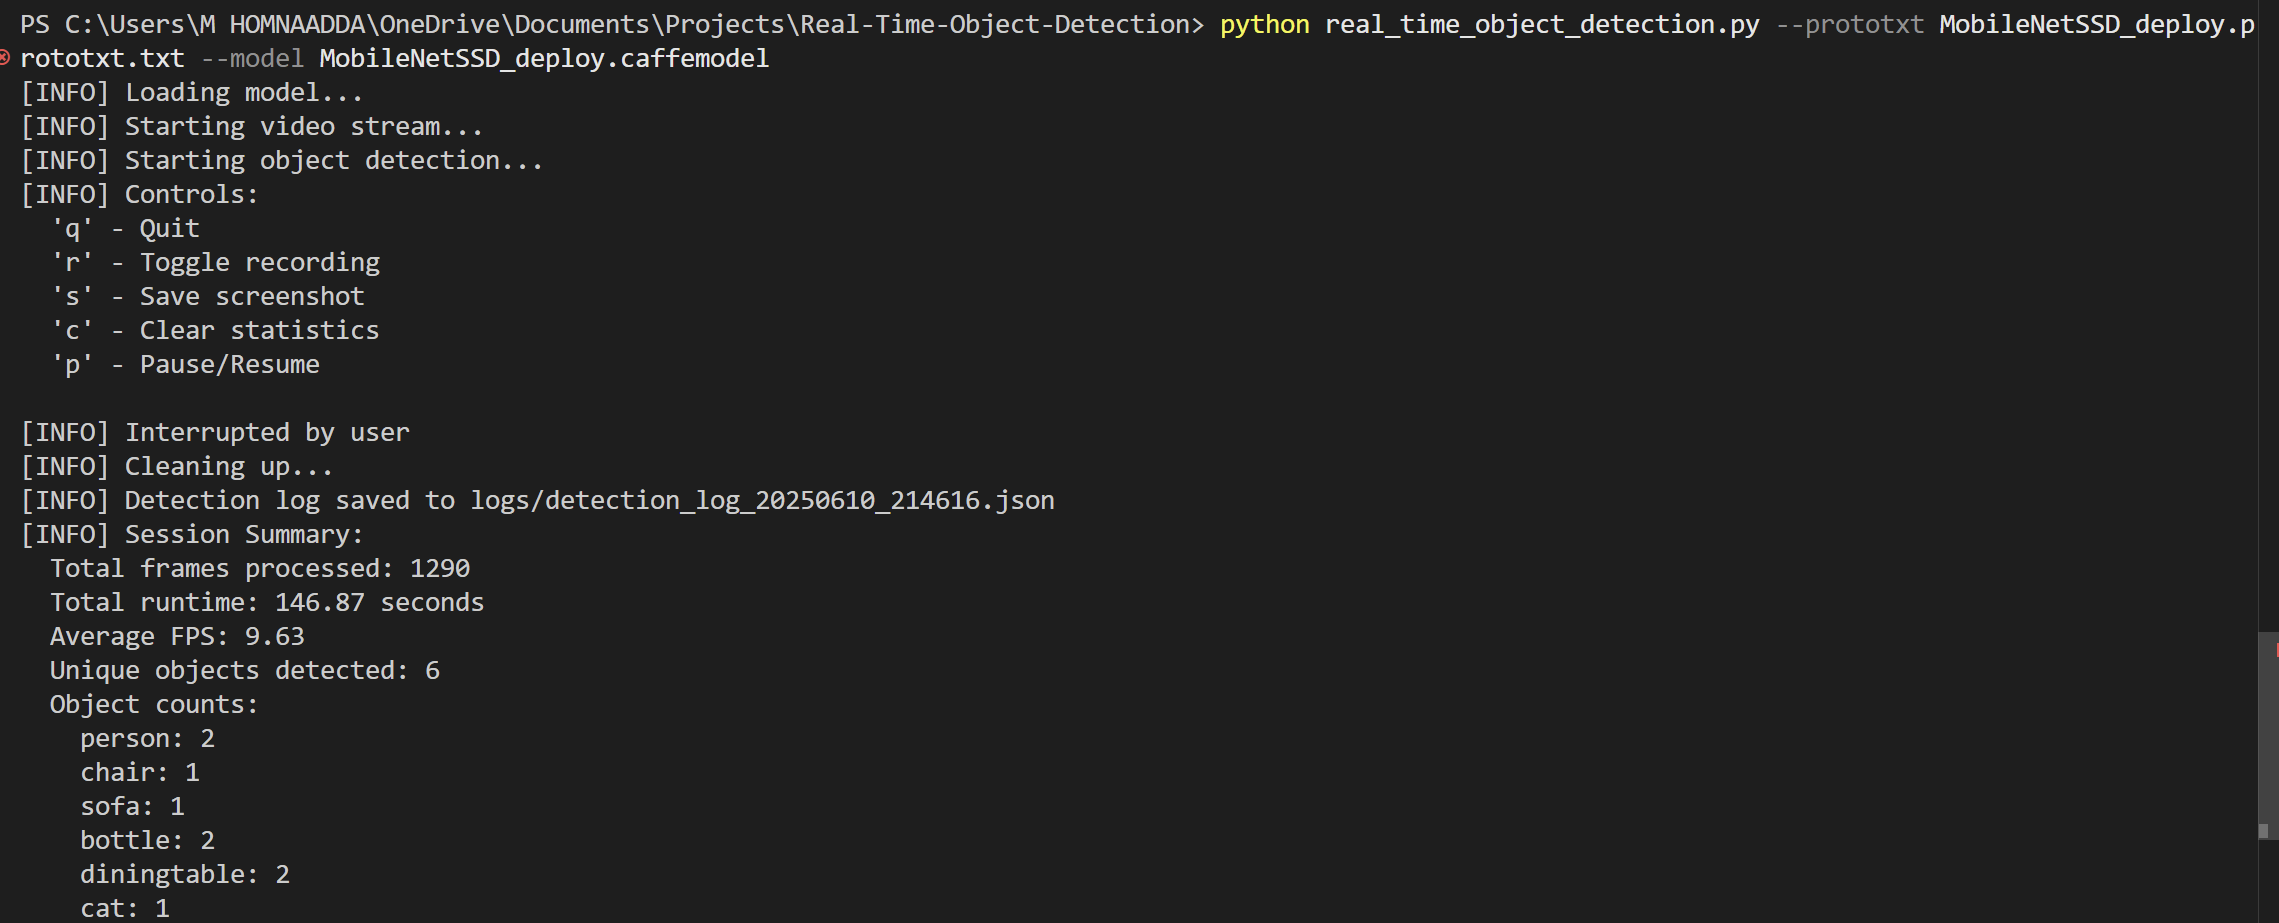 PS C:\Users\M HOMNAADDA\OneDrive\Documents\Projects\Real-Time-Object-Detection> python real_time_object_detection.py --prototxt MobileNetSSD_deploy.p
rototxt.txt --model MobileNetSSD_deploy.caffemodel
[INFO] Loading model...
[INFO] Starting video stream...
[INFO] Starting object detection...
[INFO] Controls:
  'q' - Quit
  'r' - Toggle recording
  's' - Save screenshot
  'c' - Clear statistics
  'p' - Pause/Resume

[INFO] Interrupted by user
[INFO] Cleaning up...
[INFO] Detection log saved to logs/detection_log_20250610_214616.json
[INFO] Session Summary:
  Total frames processed: 1290
  Total runtime: 146.87 seconds
  Average FPS: 9.63
  Unique objects detected: 6
  Object counts:
    person: 2
    chair: 1
    sofa: 1
    bottle: 2
    diningtable: 2
    cat: 1